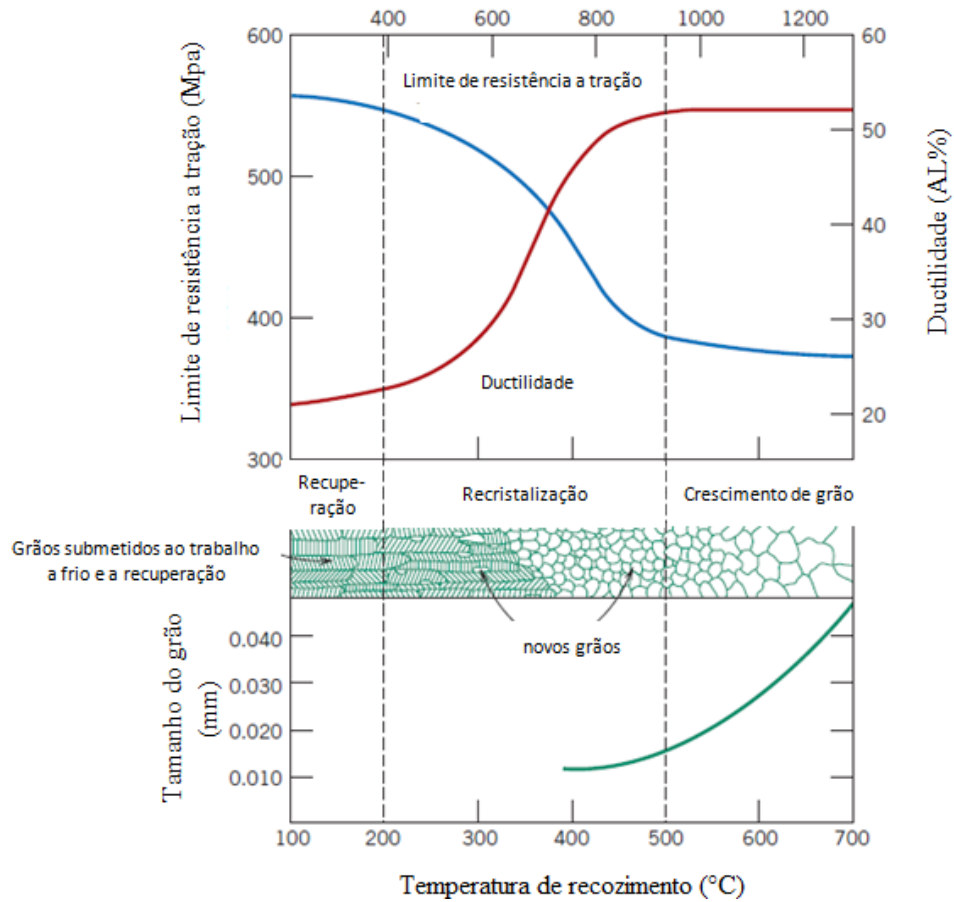 400 600 800 930 1000 1200
600
500
400
300
60
50
40
30
20
Limite de resistência a tração (Mpa)
Ductilidade (AL%)
Limite de resistência a tração
Ductilidade
Recupe-
ração
Recristalização
Crescimento de grão
Grãos submetidos ao trabalho
a frio e a recuperação
novos grãos
Tamanho do grão
(mm)
0.040
0.030
0.020
0.010
100 200 300 400 500 600 700
Temperatura de recozimento (°C)